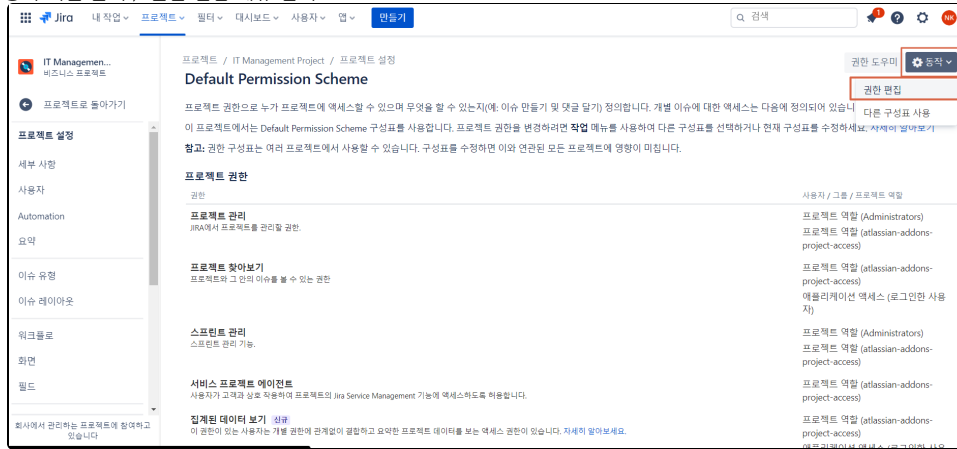 Jira 내 작업 프로젝트 필터 대시보드 사용자 앱 만들기 검색 NK
IT Managemen...
비즈니스 프로젝트
프로젝트로 돌아가기
프로젝트 설정
세부 사항
사용자
Automation
요약
이슈 유형
이슈 레이아웃
워크플로
화면
필드
회사에서 관리하는 프로젝트에 참여하고
있습니다
프로젝트 / IT Management Project / 프로젝트 설정
권한 도우미 동작
Default Permission Scheme
권한 편집
다른 구성표 사용
프로젝트 권한으로 누가 프로젝트에 액세스할 수 있으며 무엇을 할 수 있는지(예: 이슈 만들기 및 댓글 달기) 정의합니다. 개별 이슈에 대한 액세스는 다음에 정의되어 있습니
이 프로젝트에서는 Default Permission Scheme 구성표를 사용합니다. 프로젝트 권한을 변경하려면 작업 메뉴를 사용하여 다른 구성표를 선택하거나 현재 구성표를 수정하세요. 자세히 알아보기
참고: 권한 구성표는 여러 프로젝트에서 사용할 수 있습니다. 구성표를 수정하면 이와 연관된 모든 프로젝트에 영향이 미칩니다.
프로젝트 권한
권한 사용자 / 그룹 / 프로젝트 역할
프로젝트 관리
JIRA에서 프로젝트를 관리할 권한.
프로젝트 역할 (Administrators)
프로젝트 역할 (atlassian-addons-
project-access)
프로젝트 찾아보기
프로젝트와 그 안의 이슈를 볼 수 있는 권한
프로젝트 역할 (atlassian-addons-
project-access)
애플리케이션 액세스 (로그인한 사용
자)
스프린트 관리
스프린트 관리 기능.
프로젝트 역할 (Administrators)
프로젝트 역할 (atlassian-addons-
project-access)
서비스 프로젝트 에이전트
사용자가 고객과 상호 작용하여 프로젝트의 Jira Service Management 기능에 액세스하도록 허용합니다.
프로젝트 역할 (atlassian-addons-
project-access)
집계된 데이터 보기 신규
이 권한이 있는 사용자는 개별 권한에 관계없이 결합하고 요약한 프로젝트 데이터를 보는 액세스 권한이 있습니다. 자세히 알아보세요.
프로젝트 역할 (atlassian-addons-
project-access)